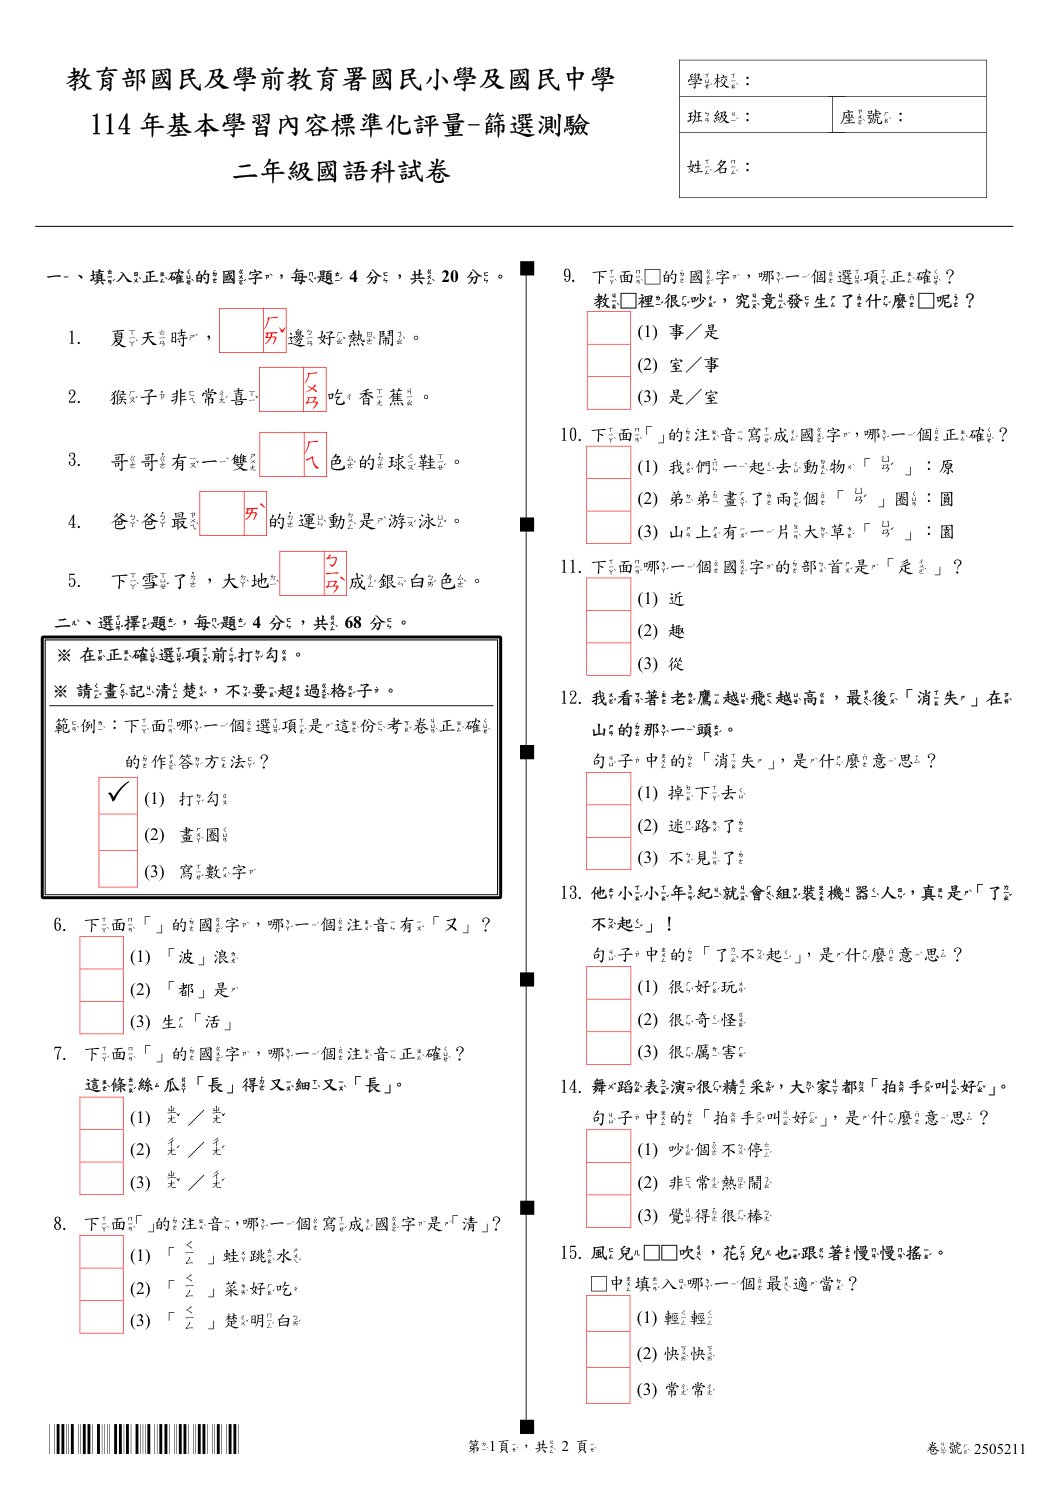 教育部國民及學前教育署國民小學及國民中學
114 年基本學習內容標準化評量-篩選測驗
二年級國語科試卷
學校：
班級：
座號：
姓名：
一、填入正確的國字，每題 4 分，共 20 分。
1. 夏天時，ㄏㄞˇ邊好熱鬧。
2. 猴子非常喜ㄏㄨㄢ吃香蕉。
3. 哥哥有一雙ㄏㄟ色的球鞋。
4. 爸爸最ㄞˋ的運動是游泳。
5. 下雪了，大地ㄅㄧㄢˋ成銀白色。
二、選擇題，每題 4 分，共 68 分。
※ 在正確選項前打勾。
※ 請畫記清楚，不要超過格子。
範例：下面哪一個選項是這份考卷正確
的作答方法？
✓ (1) 打勾
(2) 畫圈
(3) 寫數字
6. 下面「」的國字，哪一個注音有「ㄡ」？
(1) 「波」浪
(2) 「都」是
(3) 生「活」
7. 下面「」的國字，哪一個注音正確？
這條絲瓜「長」得又細又「長」。
(1) ㄓㄤˇ／ㄓㄤˇ
(2) ㄔㄤˊ／ㄔㄤˊ
(3) ㄓㄤˇ／ㄔㄤˊ
8. 下面「」的注音，哪一個寫成國字是「清」？
(1) 「ㄑㄧㄥ」蛙跳水
(2) 「ㄑㄧㄥ」菜好吃
(3) 「ㄑㄧㄥ」楚明白
9. 下面□的國字，哪一個選項正確？
教□裡很吵，究竟發生了什麼□呢？
(1) 事／是
(2) 室／事
(3) 是／室
10. 下面「」的注音寫成國字，哪一個正確？
(1) 我們一起去動物「ㄩㄢˊ」：原
(2) 弟弟畫了兩個「ㄩㄢˊ」圈：圓
(3) 山上有一片大草「ㄩㄢˊ」：園
11. 下面哪一個國字的部首是「辵」？
(1) 近
(2) 趣
(3) 從
12. 我看著老鷹越飛越高，最後「消失」在
山的那一頭。
句子中的「消失」，是什麼意思？
(1) 掉下去
(2) 迷路了
(3) 不見了
13. 他小小年紀就會組裝機器人，真是「了
不起」！
句子中的「了不起」，是什麼意思？
(1) 很好玩
(2) 很奇怪
(3) 很厲害
14. 舞蹈表演很精采，大家都「拍手叫好」。
句子中的「拍手叫好」，是什麼意思？
(1) 吵個不停
(2) 非常熱鬧
(3) 覺得很棒
15. 風兒□□吹，花兒也跟著慢慢搖。
□中填入哪一個最適當？
(1) 輕輕
(2) 快快
(3) 常常
第1頁，共 2 頁
卷號 2505211